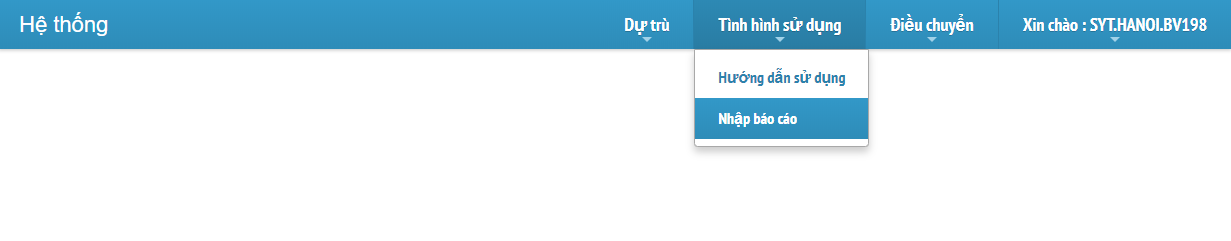 Hệ thống
Dự trù
Tình hình sử dụng
Điều chuyển
Xin chào : SYT.HANOI.BV198
Hướng dẫn sử dụng
Nhập báo cáo